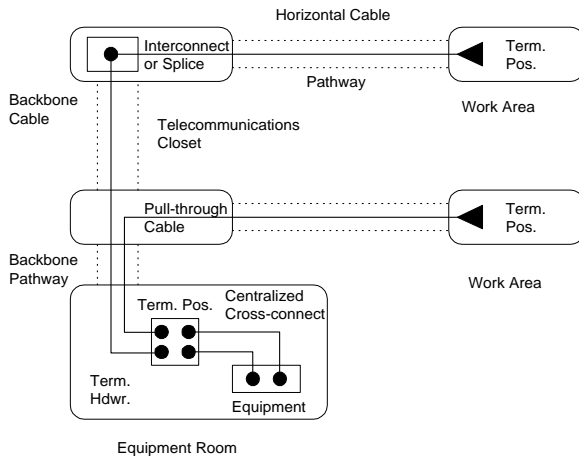 Horizontal Cable
Interconnect
or Splice
Term.
Pos.
Pathway
Backbone
Cable
Work Area
Telecommunications
Closet
Pull-through
Cable
Term.
Pos.
Backbone
Pathway
Work Area
Term. Pos.
Centralized
Cross-connect
Term.
Hdwr.
Equipment
Equipment Room